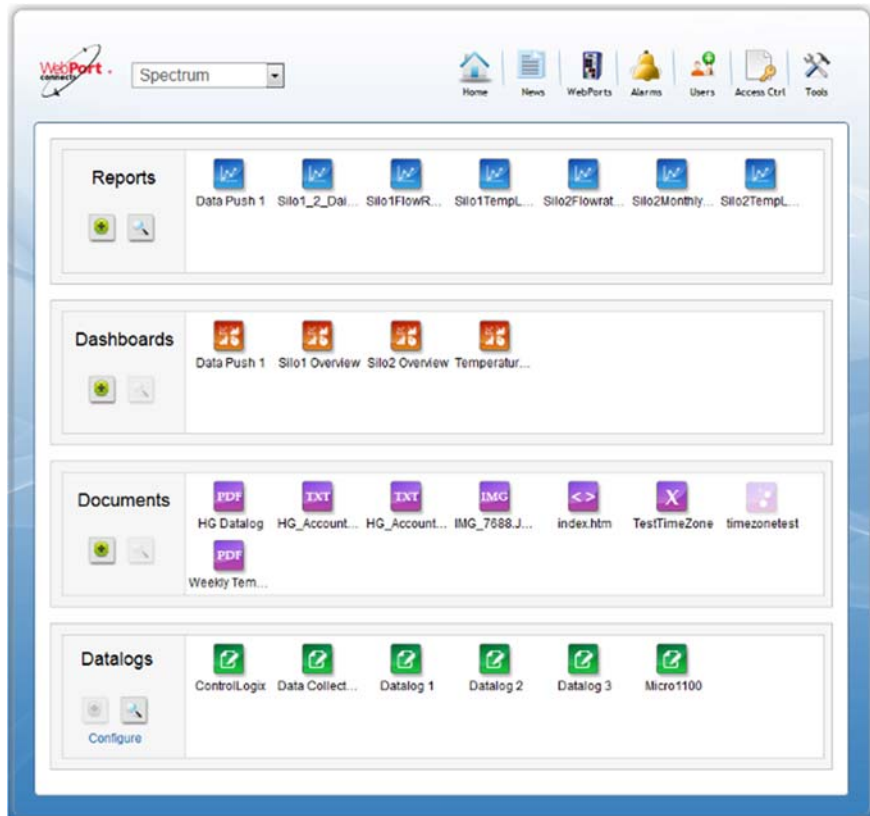 WebPort .
connects
Spectrum
Home News WebPorts Alarms Users Access Ctrl Tools
Reports
Data Push 1 Silo1_2_Dai... Silo1FlowR... Silo1TempL... Silo2Flowrat... Silo2Monthly... Silo2TempL...
Dashboards
Data Push 1 Silo1 Overview Silo2 Overview Temperatur...
Documents
PDF TXT TXT IMG <> X
HG Datalog HG_Account... HG_Account... IMG_7688.J... index.htm TestTimeZone timezonetest
PDF
Weekly Tem...
Datalogs
ControlLogix Data Collect... Datalog 1 Datalog 2 Datalog 3 Micro1100
Configure